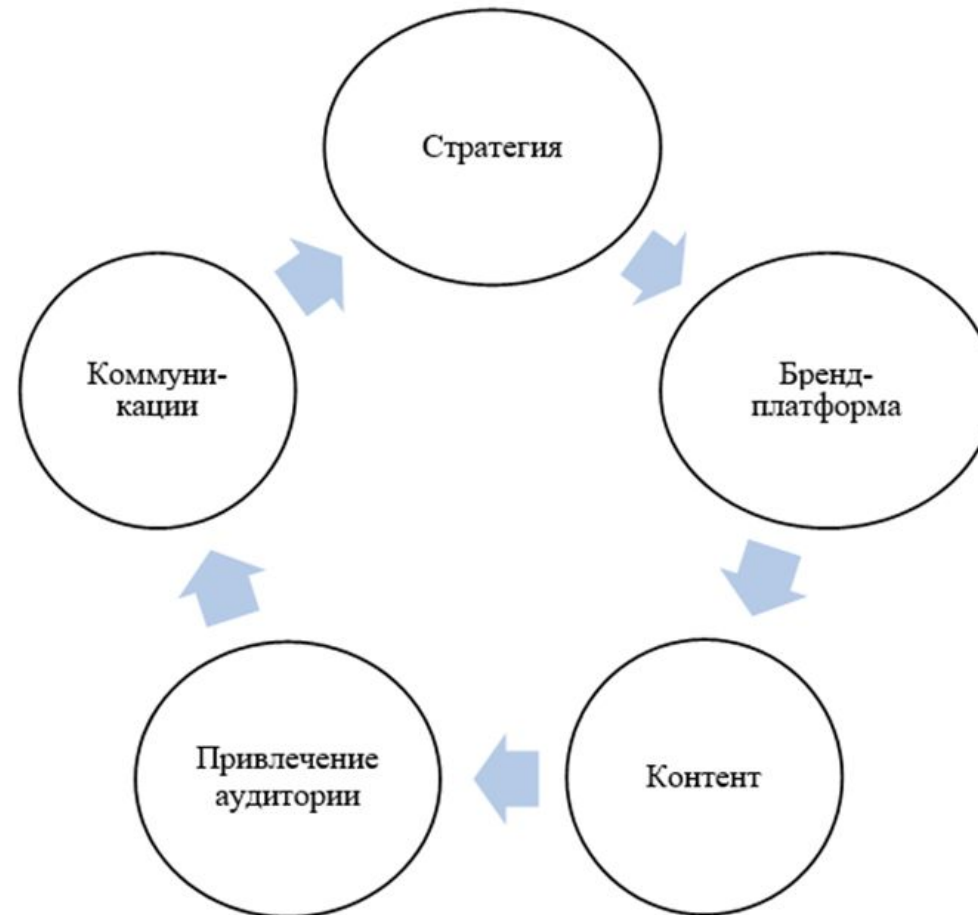 Стратегия
Бренд-
платформа
Контент
Привлечение
аудитории
Коммуни-
кации